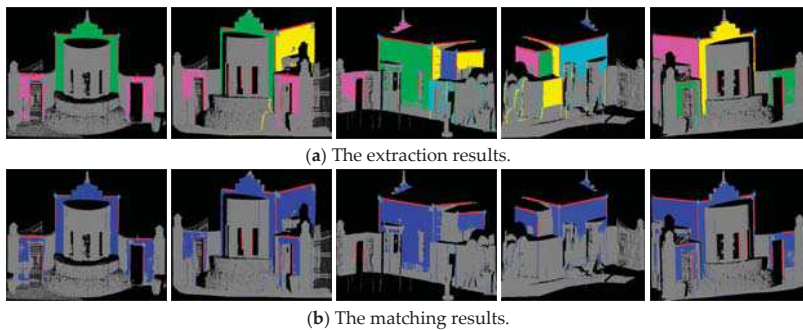 (a) The extraction results.
(b) The matching results.